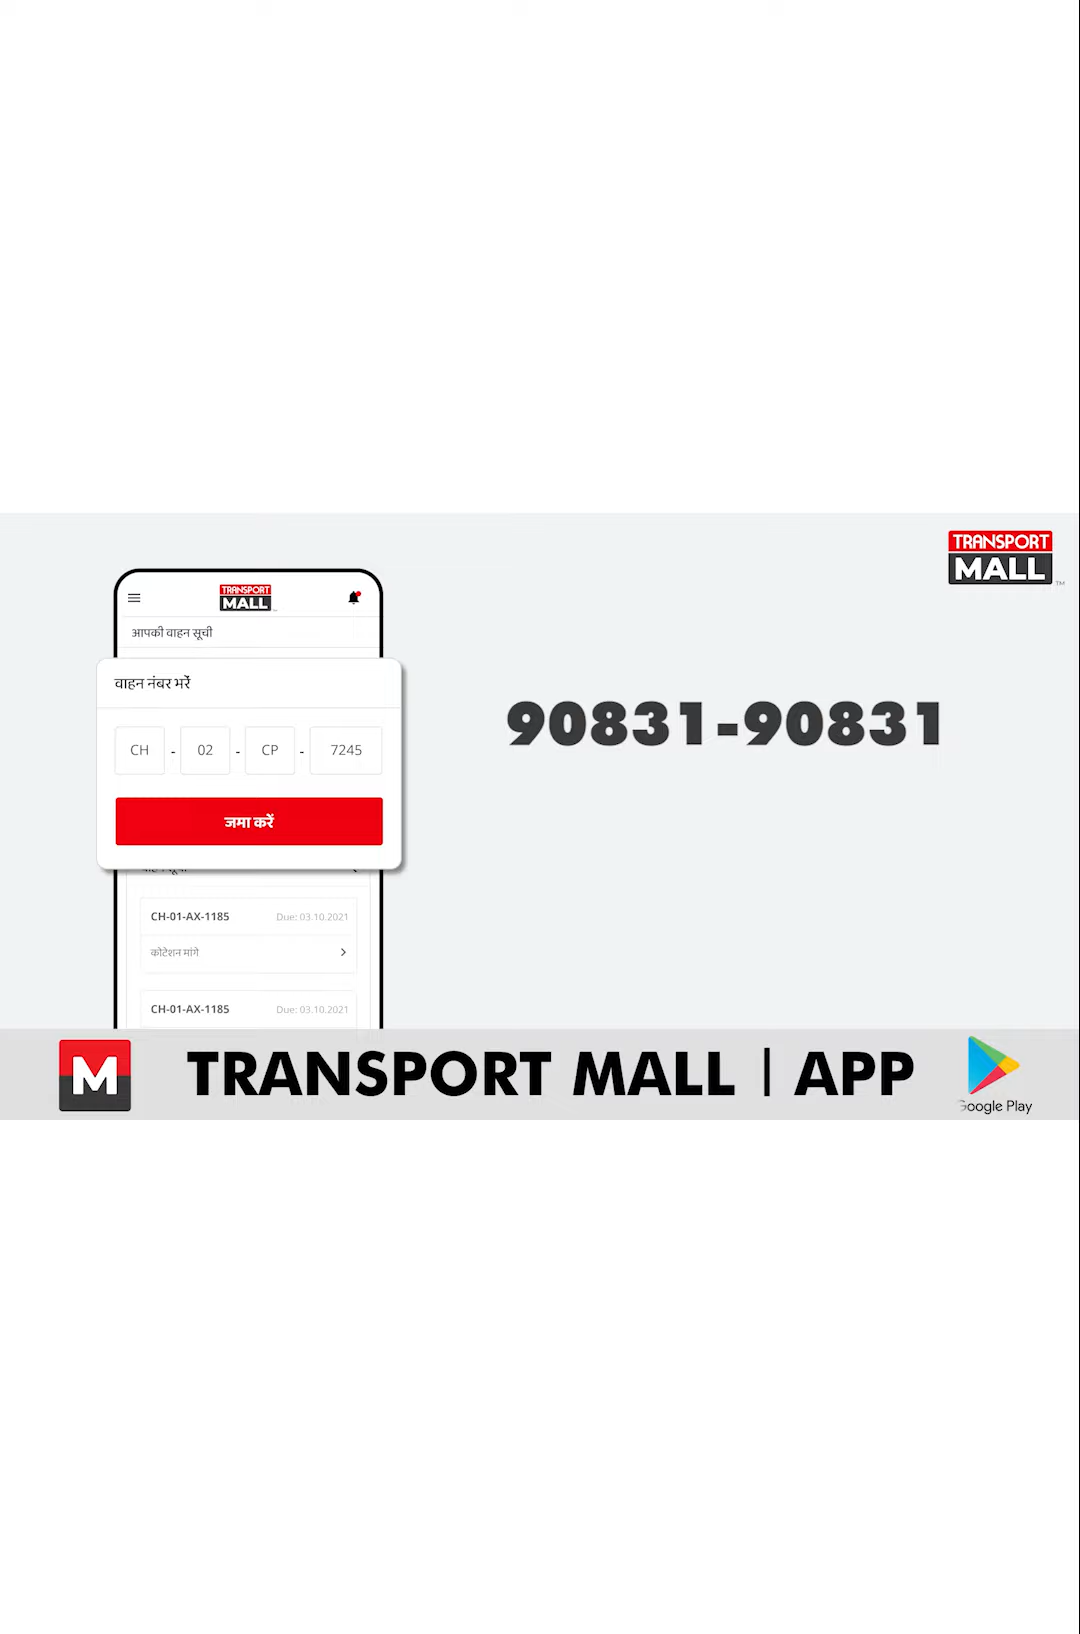 TRANSPORT
MALL
TM
TRANSPORT
MALL
आपकी वाहन सूची
वाहन नंबर भरें
CH - 02 - CP - 7245
जमा करें
90831-90831
वाहन सूची
CH-01-AX-1185 Due: 03.10.2021
कोटेशन मांगे
CH-01-AX-1185 Due: 03.10.2021
M TRANSPORT MALL | APP
Google Play